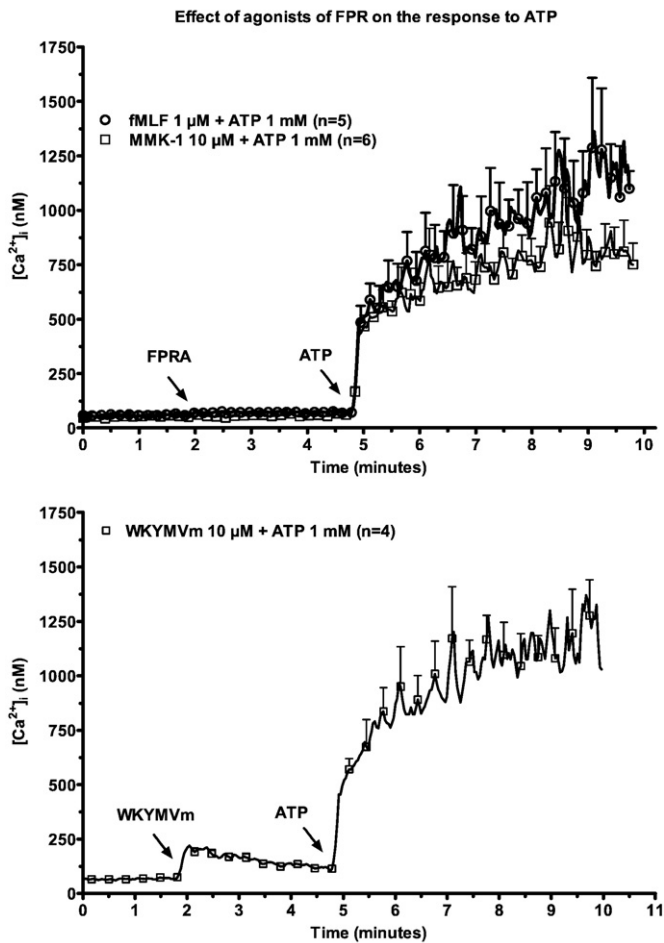 Effect of agonists of FPR on the response to ATP
1750
1500
1250
1000
750
500
250
0
[Ca²⁺]ᵢ (nM)
fMLF 1 µM + ATP 1 mM (n=5)
MMK-1 10 µM + ATP 1 mM (n=6)
FPRA
ATP
0 1 2 3 4 5 6 7 8 9 10
Time (minutes)
1750
1500
1250
1000
750
500
250
0
[Ca²⁺]ᵢ (nM)
WKYMVm 10 µM + ATP 1 mM (n=4)
WKYMVm
ATP
0 1 2 3 4 5 6 7 8 9 10 11
Time (minutes)